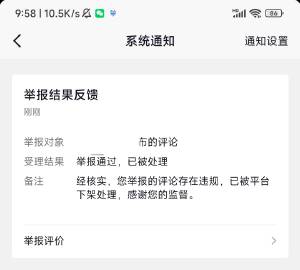 9:58 | 10.5K/s
86
系统通知
通知设置
举报结果反馈
刚刚
举报对象 市的评论
受理结果 举报通过，已被处理
备注 经核实，您举报的评论存在违规，已被平台
下架处理，感谢您的监督。
举报评价